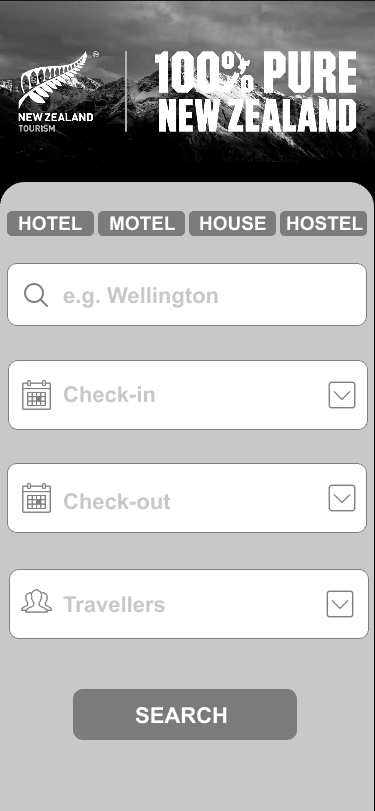 NEW ZEALAND
TOURISM
®
100% PURE
NEW ZEALAND
HOTEL MOTEL HOUSE HOSTEL
e.g. Wellington
Check-in
Check-out
Travellers
SEARCH